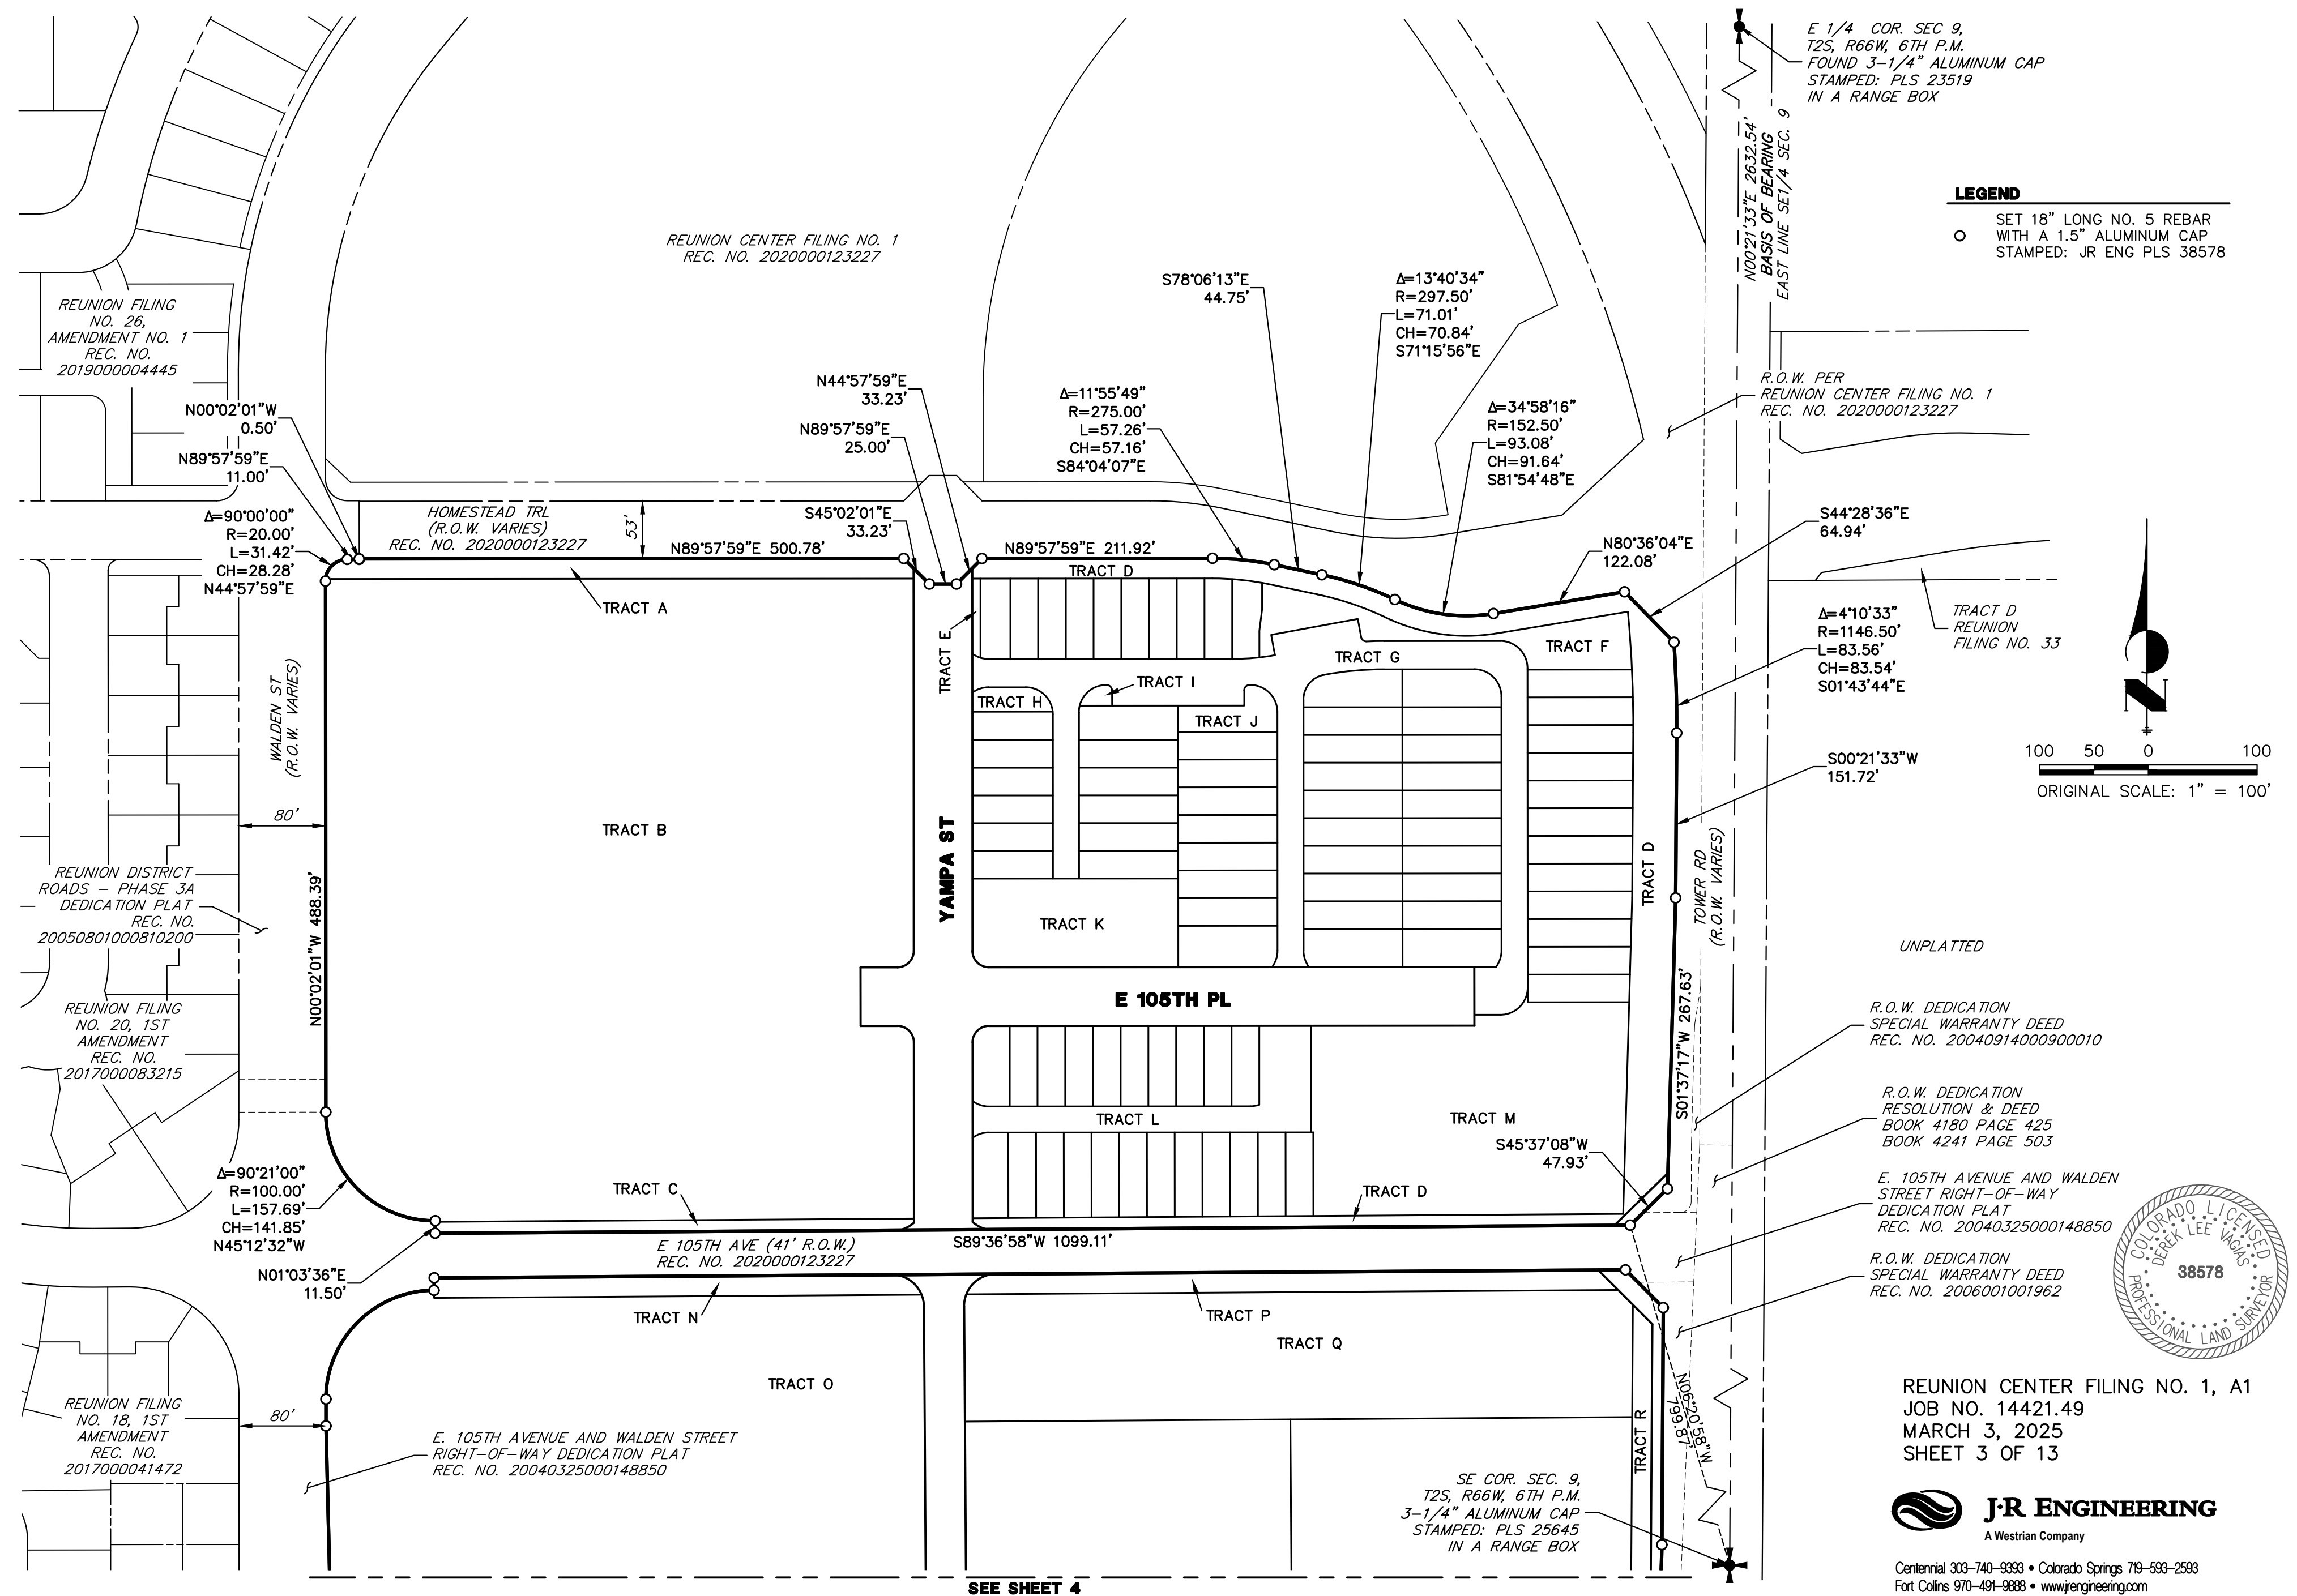 E 1/4 COR. SEC 9,
T2S, R66W, 6TH P.M.
FOUND 3-1/4" ALUMINUM CAP
STAMPED: PLS 23519
IN A RANGE BOX
N00°21'33"E 2632.54'
BASIS OF BEARING
EAST LINE SE1/4 SEC. 9
LEGEND
SET 18" LONG NO. 5 REBAR
WITH A 1.5" ALUMINUM CAP
STAMPED: JR ENG PLS 38578
REUNION CENTER FILING NO. 1
REC. NO. 2020000123227
REUNION FILING
NO. 26,
AMENDMENT NO. 1
REC. NO.
2019000004445
S78°06'13"E
44.75'
Δ=13°40'34"
R=297.50'
L=71.01'
CH=70.84'
S71°15'56"E
R.O.W. PER
REUNION CENTER FILING NO. 1
REC. NO. 2020000123227
N00°02'01"W
0.50'
N89°57'59"E
11.00'
N44°57'59"E
33.23'
N89°57'59"E
25.00'
Δ=11°55'49"
R=275.00'
L=57.26'
CH=57.16'
S84°04'07"E
Δ=34°58'16"
R=152.50'
L=93.08'
CH=91.64'
S81°54'48"E
Δ=90°00'00"
R=20.00'
L=31.42'
CH=28.28'
N44°57'59"E
HOMESTEAD TRL
(R.O.W. VARIES)
REC. NO. 2020000123227
53'
S45°02'01"E
33.23'
S44°28'36"E
64.94'
N89°57'59"E 500.78'
N89°57'59"E 211.92'
N80°36'04"E
122.08'
TRACT A
TRACT D
TRACT E
TRACT F
TRACT G
TRACT H
TRACT I
TRACT J
Δ=4°10'33"
R=1146.50'
L=83.56'
CH=83.54'
S01°43'44"E
TRACT D
REUNION
FILING NO. 33
N
100 50 0 100
ORIGINAL SCALE: 1" = 100'
WALDEN ST
(R.O.W. VARIES)
80'
S00°21'33"W
151.72'
TRACT B
YAMPA ST
TRACT D
TOWER RD
(R.O.W. VARIES)
REUNION DISTRICT
ROADS - PHASE 3A
DEDICATION PLAT
REC. NO.
20050801000810200
N00°02'01"W 488.39'
TRACT K
UNPLATTED
E 105TH PL
S01°37'17"W 267.63'
REUNION FILING
NO. 20, 1ST
AMENDMENT
REC. NO.
2017000083215
R.O.W. DEDICATION
SPECIAL WARRANTY DEED
REC. NO. 20040914000900010
TRACT L
TRACT M
R.O.W. DEDICATION
RESOLUTION & DEED
BOOK 4180 PAGE 425
BOOK 4241 PAGE 503
S45°37'08"W
47.93'
Δ=90°21'00"
R=100.00'
L=157.69'
CH=141.85'
N45°12'32"W
TRACT C
TRACT D
E. 105TH AVENUE AND WALDEN
STREET RIGHT-OF-WAY
DEDICATION PLAT
REC. NO. 20040325000148850
N01°03'36"E
11.50'
E 105TH AVE (41' R.O.W.)
REC. NO. 2020000123227
S89°36'58"W 1099.11'
R.O.W. DEDICATION
SPECIAL WARRANTY DEED
REC. NO. 2006001001962
COLORADO LICENSED
DEREK LEE VAGIAS
38578
PROFESSIONAL LAND SURVEYOR
TRACT N
TRACT P
TRACT Q
TRACT O
TRACT R
N06°20'58"W
799.87'
REUNION FILING
NO. 18, 1ST
AMENDMENT
REC. NO.
2017000041472
80'
E. 105TH AVENUE AND WALDEN STREET
RIGHT-OF-WAY DEDICATION PLAT
REC. NO. 20040325000148850
SE COR. SEC. 9,
T2S, R66W, 6TH P.M.
3-1/4" ALUMINUM CAP
STAMPED: PLS 25645
IN A RANGE BOX
REUNION CENTER FILING NO. 1, A1
JOB NO. 14421.49
MARCH 3, 2025
SHEET 3 OF 13
J·R ENGINEERING
A Westrian Company
Centennial 303-740-9393 • Colorado Springs 719-593-2593
Fort Collins 970-491-9888 • www.jrengineering.com
SEE SHEET 4